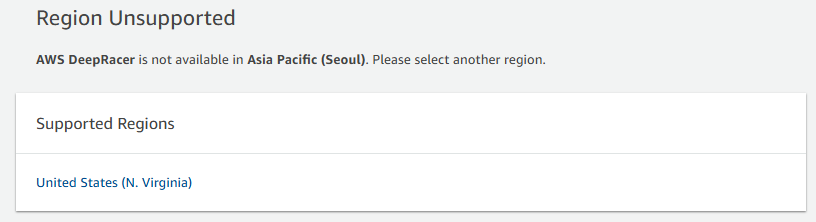 Region Unsupported
AWS DeepRacer is not available in Asia Pacific (Seoul). Please select another region.
Supported Regions
United States (N. Virginia)